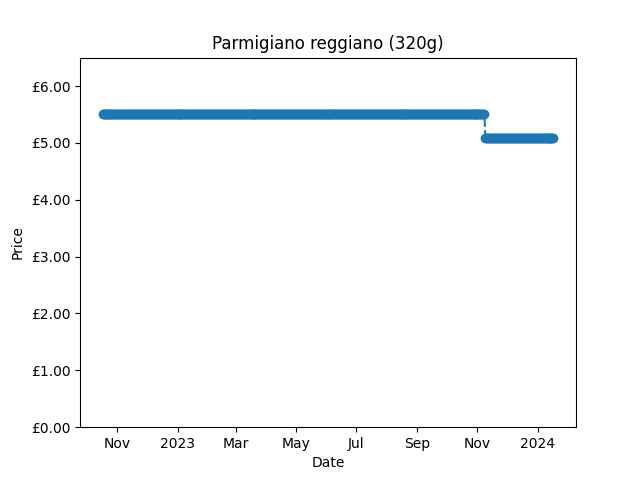 Parmigiano reggiano (320g)
£6.00
£5.00
£4.00
£3.00
£2.00
£1.00
£0.00
Price
Nov 2023 Mar May Jul Sep Nov 2024
Date